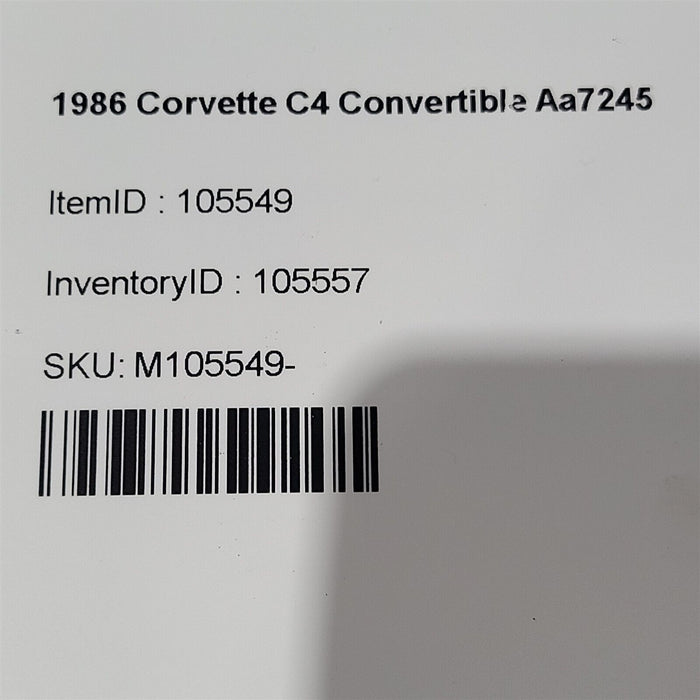 1986 Corvette C4 Convertible Aa7245
ItemID : 105549
InventoryID : 105557
SKU: M105549-